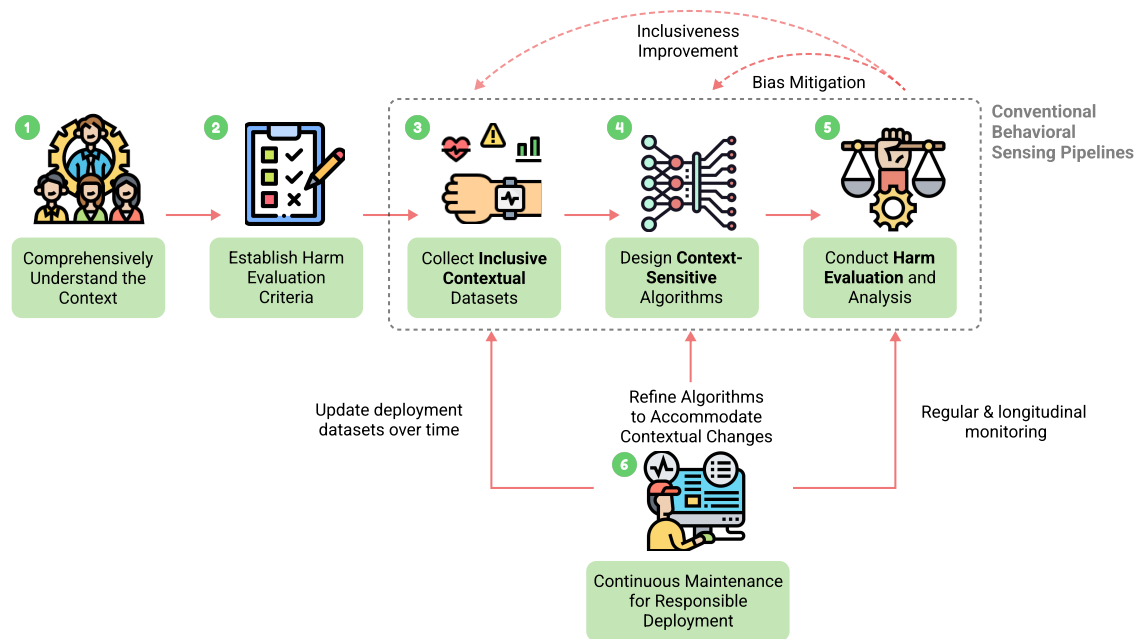 Inclusiveness
Improvement
Bias Mitigation
Conventional
Behavioral
Sensing Pipelines
1
Comprehensively
Understand the
Context
2
Establish Harm
Evaluation
Criteria
3
Collect Inclusive
Contextual
Datasets
4
Design Context-
Sensitive
Algorithms
5
Conduct Harm
Evaluation and
Analysis
Update deployment
datasets over time
Refine Algorithms
to Accommodate
Contextual Changes
Regular & longitudinal
monitoring
6
Continuous Maintenance
for Responsible
Deployment